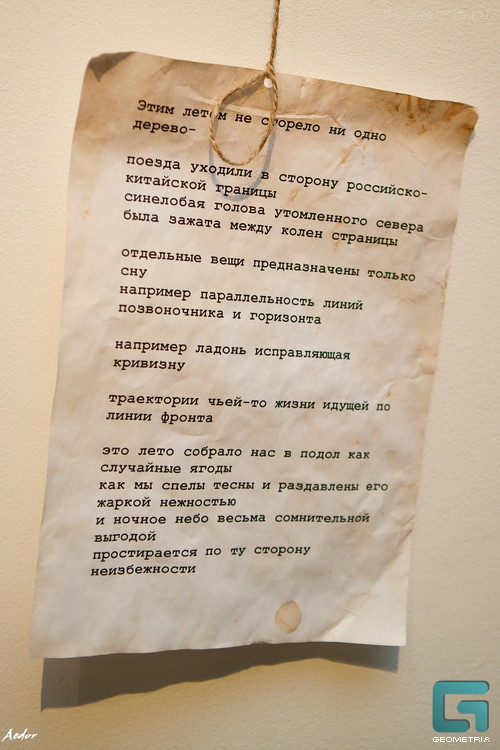 Этим летом не сгорело ни одно
дерево-
поезда уходили в сторону российско-
китайской границы
синелобая голова утомленного севера
была зажата между колен страницы
отдельные вещи предназначены только
сну
например параллельность линий
позвоночника и горизонта
например ладонь исправляющая
кривизну
траектории чьей-то жизни идущей по
линии фронта
это лето собрало нас в подол как
случайные ягоды
как мы спелы тесны и раздавлены его
жаркой нежностью
и ночное небо весьма сомнительной
выгодой
простирается по ту сторону
неизбежности
Aedor
GEOMETRIA